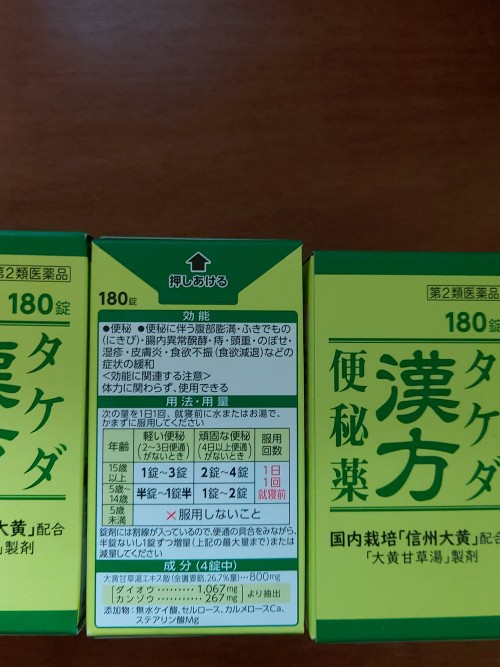 第2類医薬品
180錠
タケダ
漢方
大黄」配合
」製剤
押しあける
180錠
効能
●便秘 ●便秘に伴う腹部膨満・ふきでもの
(にきび)・腸内異常醗酵・痔・頭重・のぼせ・
湿疹・皮膚炎・食欲不振(食欲減退)などの
症状の緩和
<効能に関連する注意>
体力に関わらず、使用できる
用法・用量
次の量を1日1回、就寝前に水またはお湯で、
かまずに服用してください
年齢 軽い便秘 (2〜3日便通がないとき) 頑固な便秘 (4日以上便通がないとき) 服用回数
15歳以上 1錠〜3錠 2錠〜4錠 1日1回就寝前
5歳〜14歳 半錠〜1錠半 1錠〜2錠
5歳未満 ×服用しないこと
錠剤には割線が入っているので、便通の具合をみながら、
半錠ないし1錠ずつ増量(上記の最大量まで)または
減量してください
成分(4錠中)
大黄甘草湯エキス散(金匱要略、26.7%量)…800mg
ダイオウ………1,067mg
カンゾウ………267mg
より抽出
添加物:無水ケイ酸、セルロース、カルメロースCa、
ステアリン酸Mg
第2類医薬品
180錠
タケダ
漢方
便秘薬
国内栽培「信州大黄」配合
「大黄甘草湯」製剤